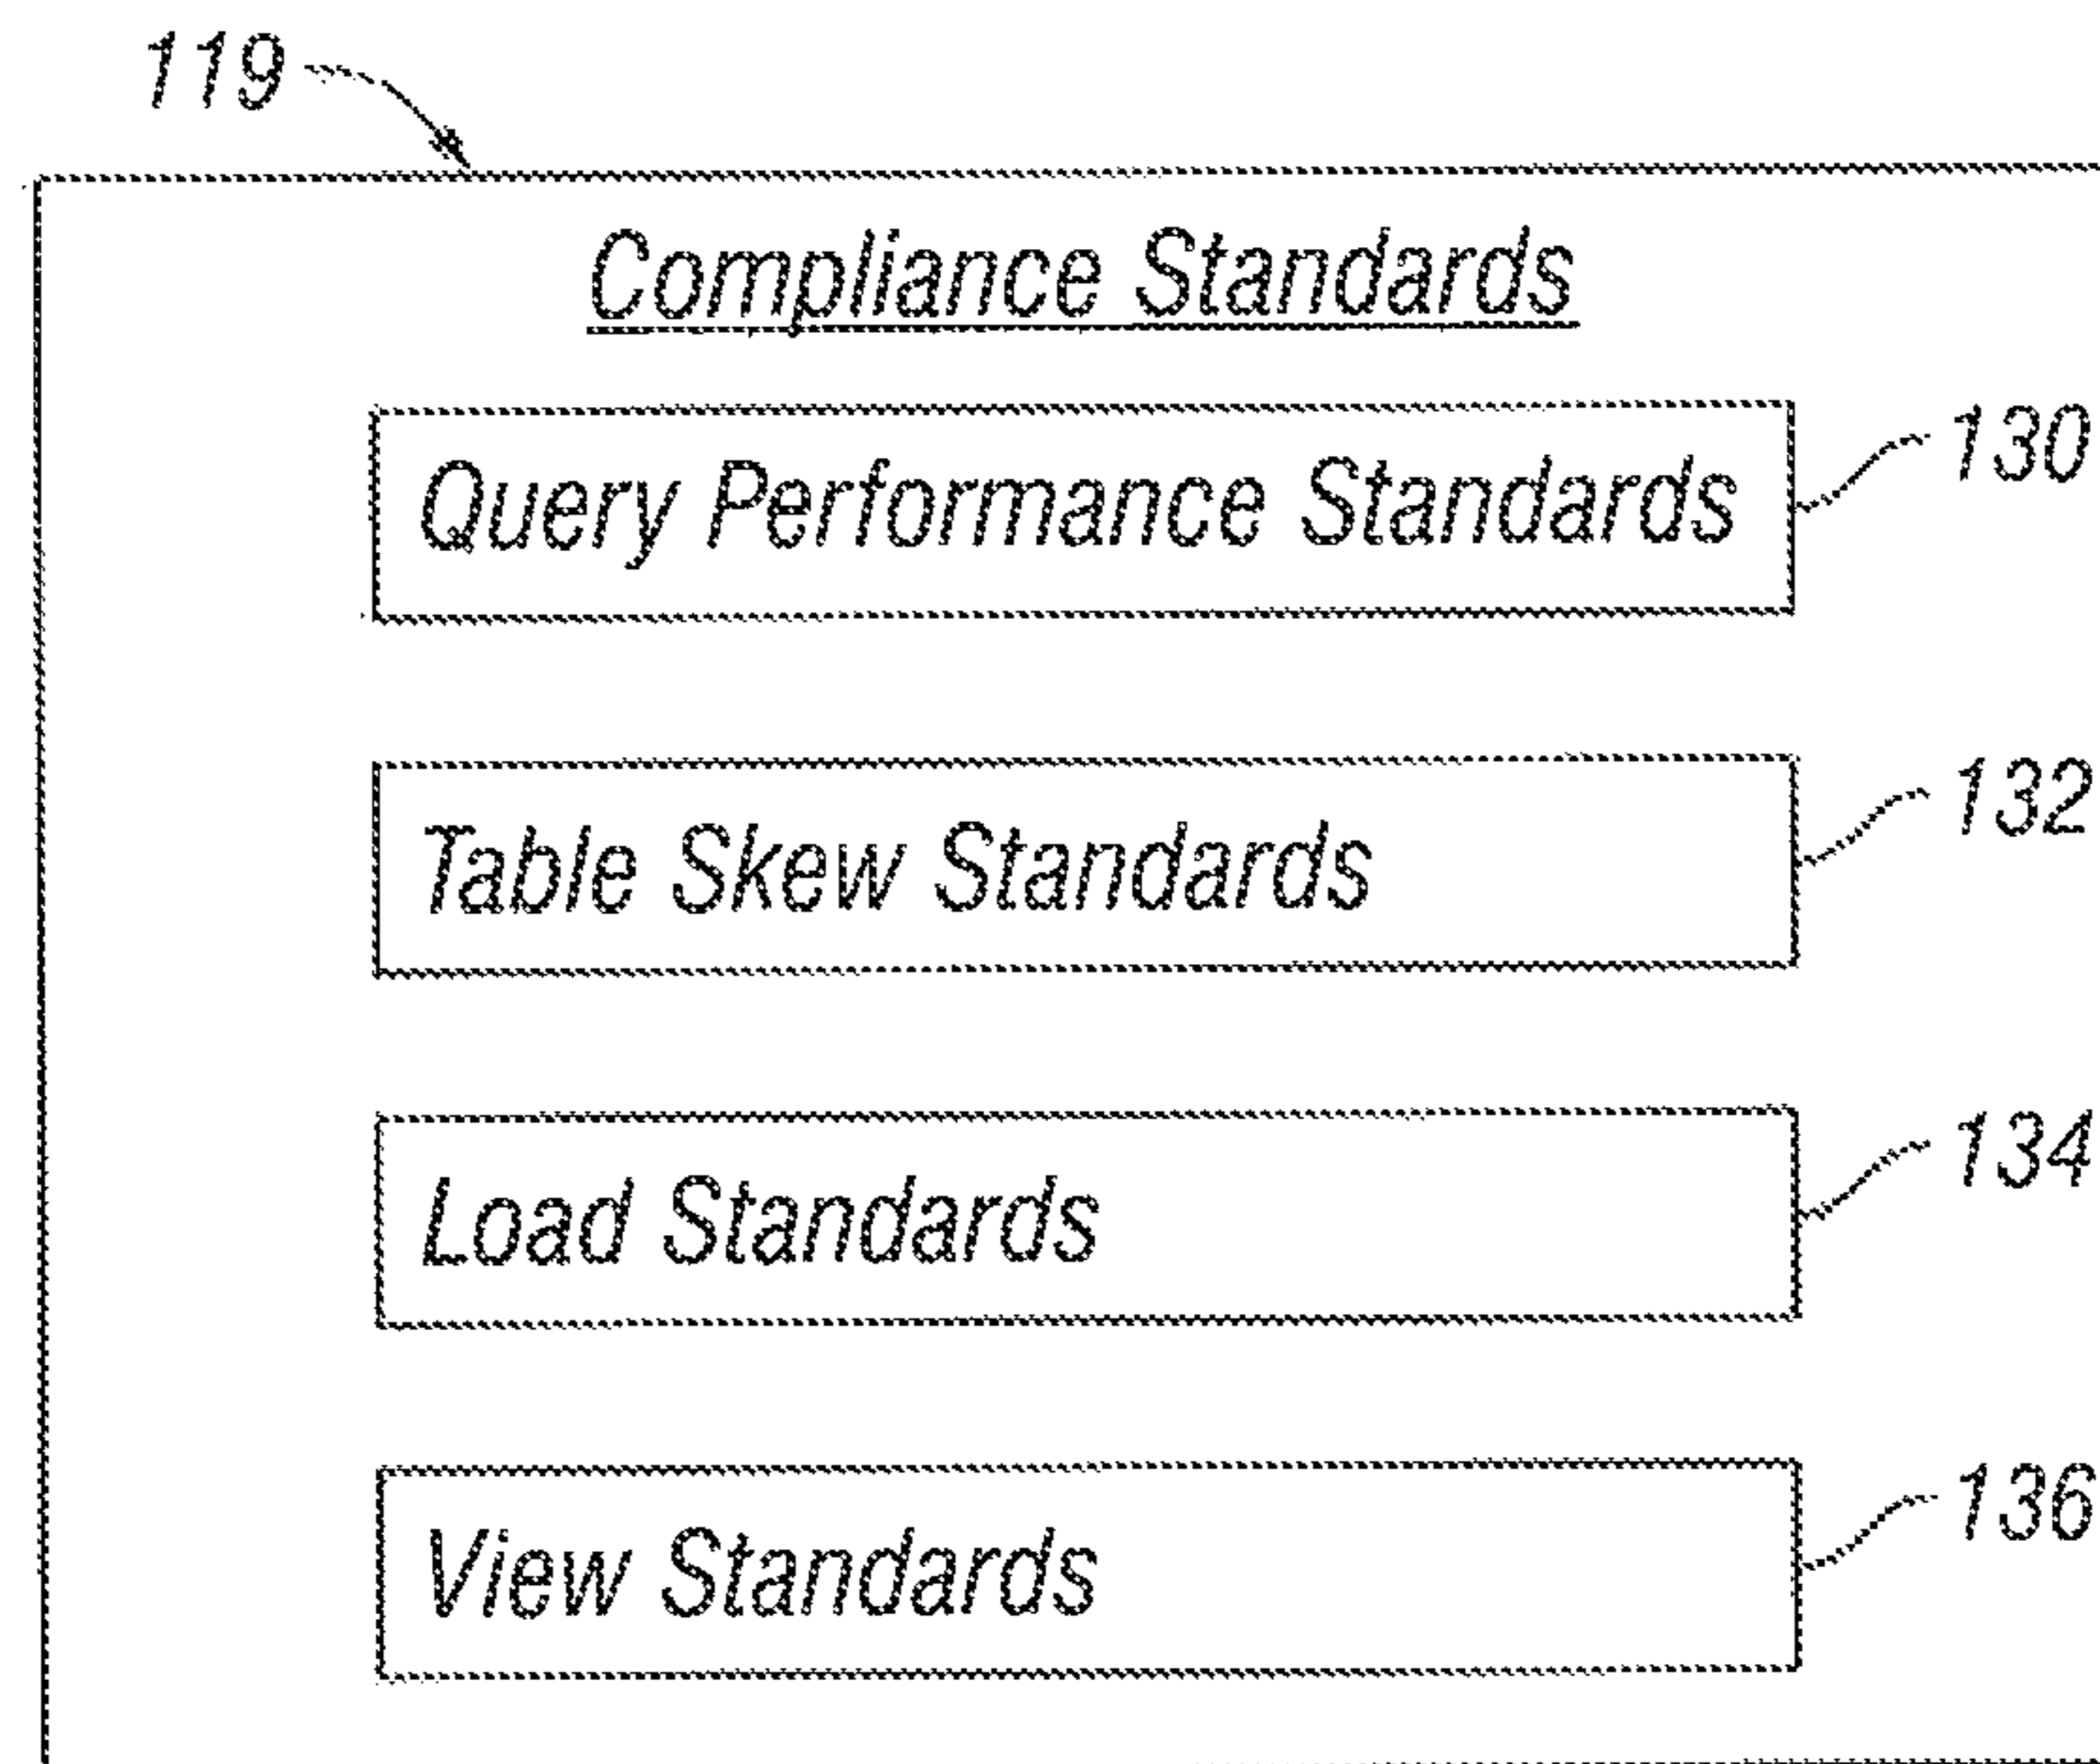 119
Compliance Standards
Query Performance Standards 130
Table Skew Standards 132
Load Standards 134
View Standards 136